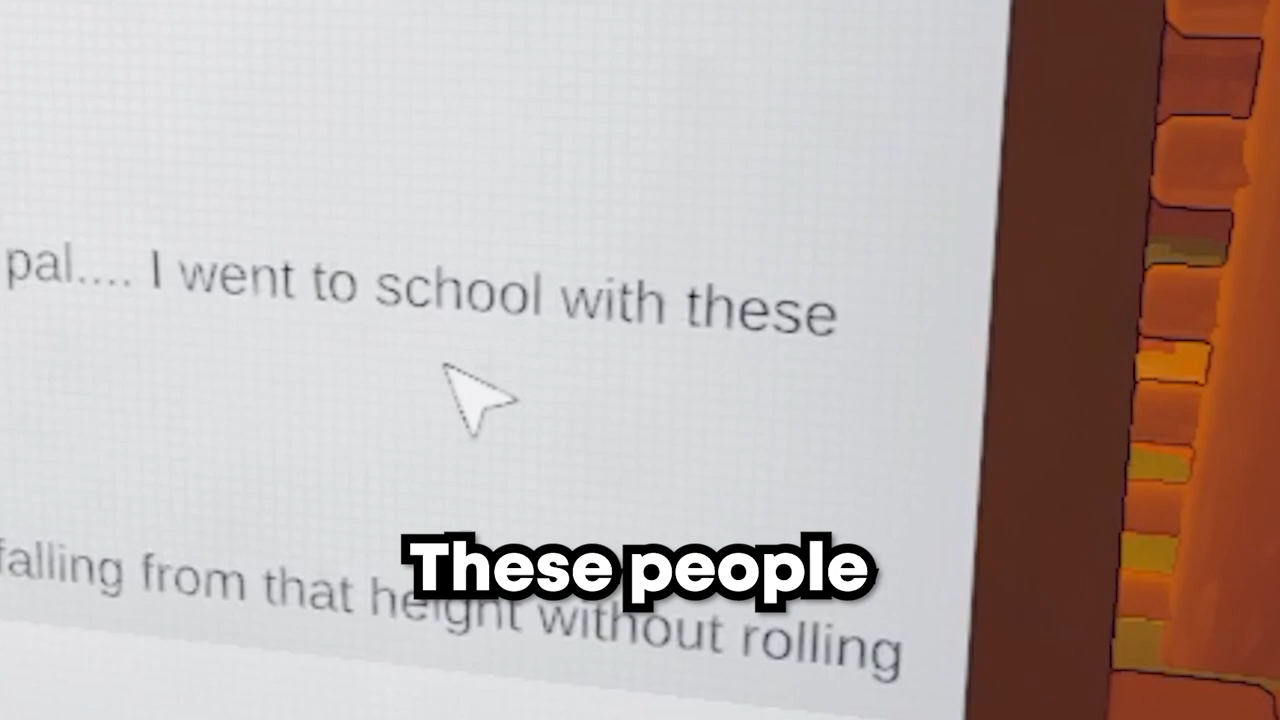 pal.... I went to school with these
These people
falling from that height without rolling